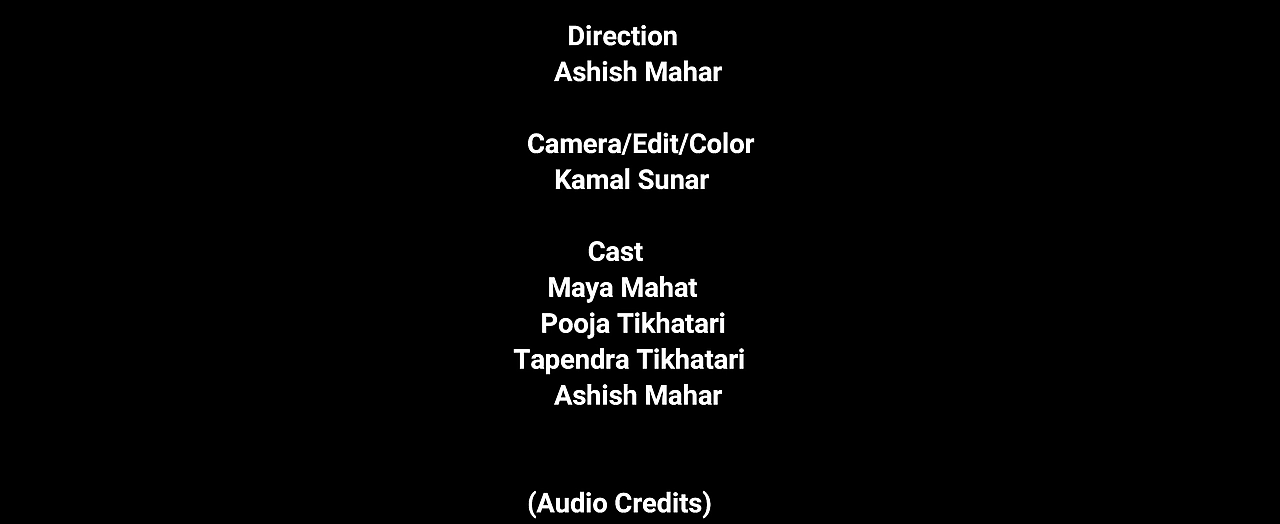 Direction
Ashish Mahar
Camera/Edit/Color
Kamal Sunar
Cast
Maya Mahat
Pooja Tikhatari
Tapendra Tikhatari
Ashish Mahar
(Audio Credits)